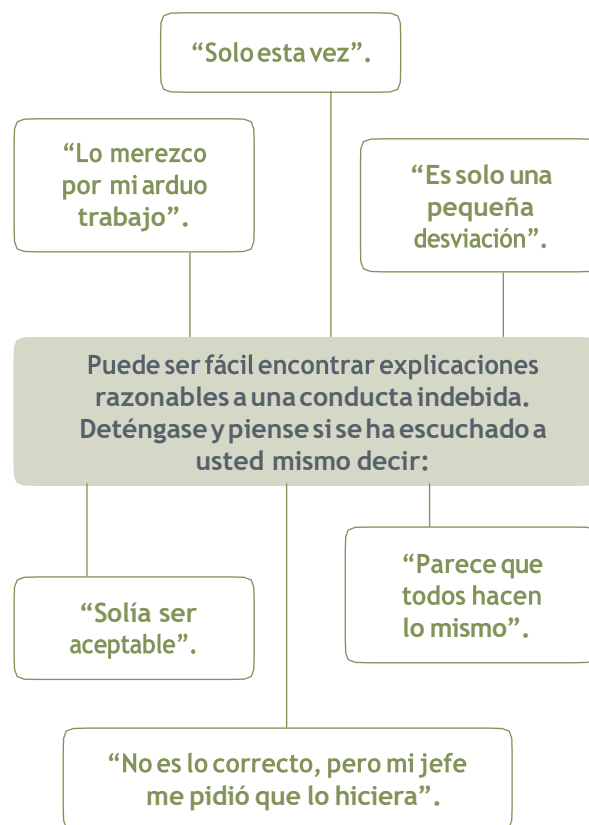 “Solo esta vez”.
“Lo merezco
por mi arduo
trabajo”.
“Es solo una
pequeña
desviación”.
Puede ser fácil encontrar explicaciones
razonables a una conducta indebida.
Deténgase y piense si se ha escuchado a
usted mismo decir:
“Solía ser
aceptable”.
“Parece que
todos hacen
lo mismo”.
“No es lo correcto, pero mi jefe
me pidió que lo hiciera”.